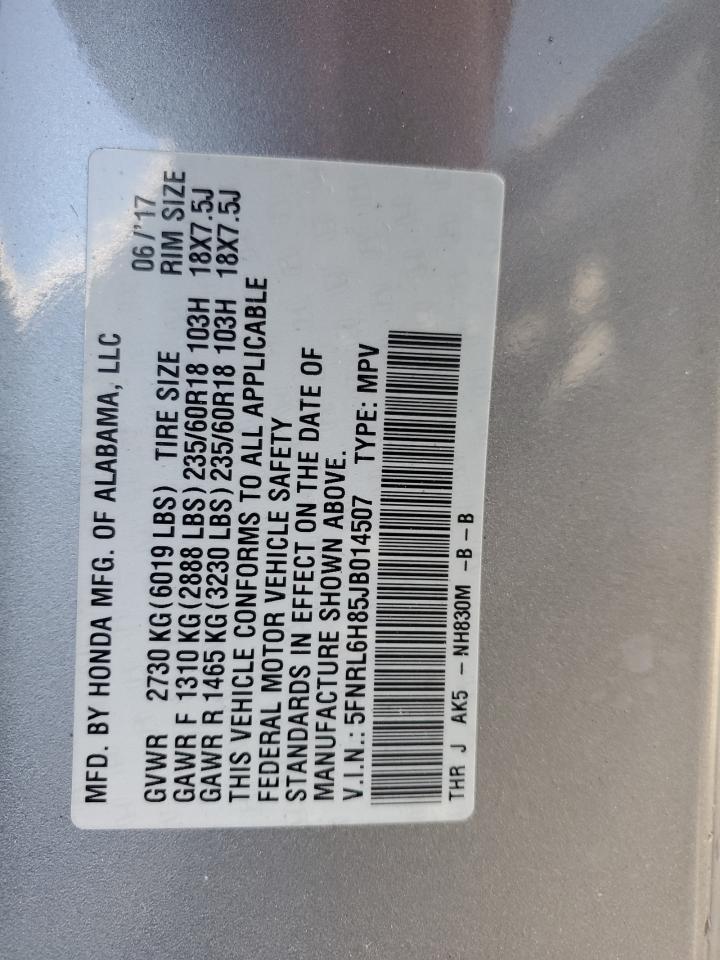 MFD. BY HONDA MFG. OF ALABAMA, LLC
06/'17
GVWR 2730 KG(6019 LBS) TIRE SIZE RIM SIZE
GAWR F 1310 KG(2888 LBS) 235/60R18 103H 18X7.5J
GAWR R 1465 KG(3230 LBS) 235/60R18 103H 18X7.5J
THIS VEHICLE CONFORMS TO ALL APPLICABLE
FEDERAL MOTOR VEHICLE SAFETY
STANDARDS IN EFFECT ON THE DATE OF
MANUFACTURE SHOWN ABOVE.
V.I.N.: 5FNRL6H85JB014507 TYPE: MPV
THR J AK5 - NH830M -B-B